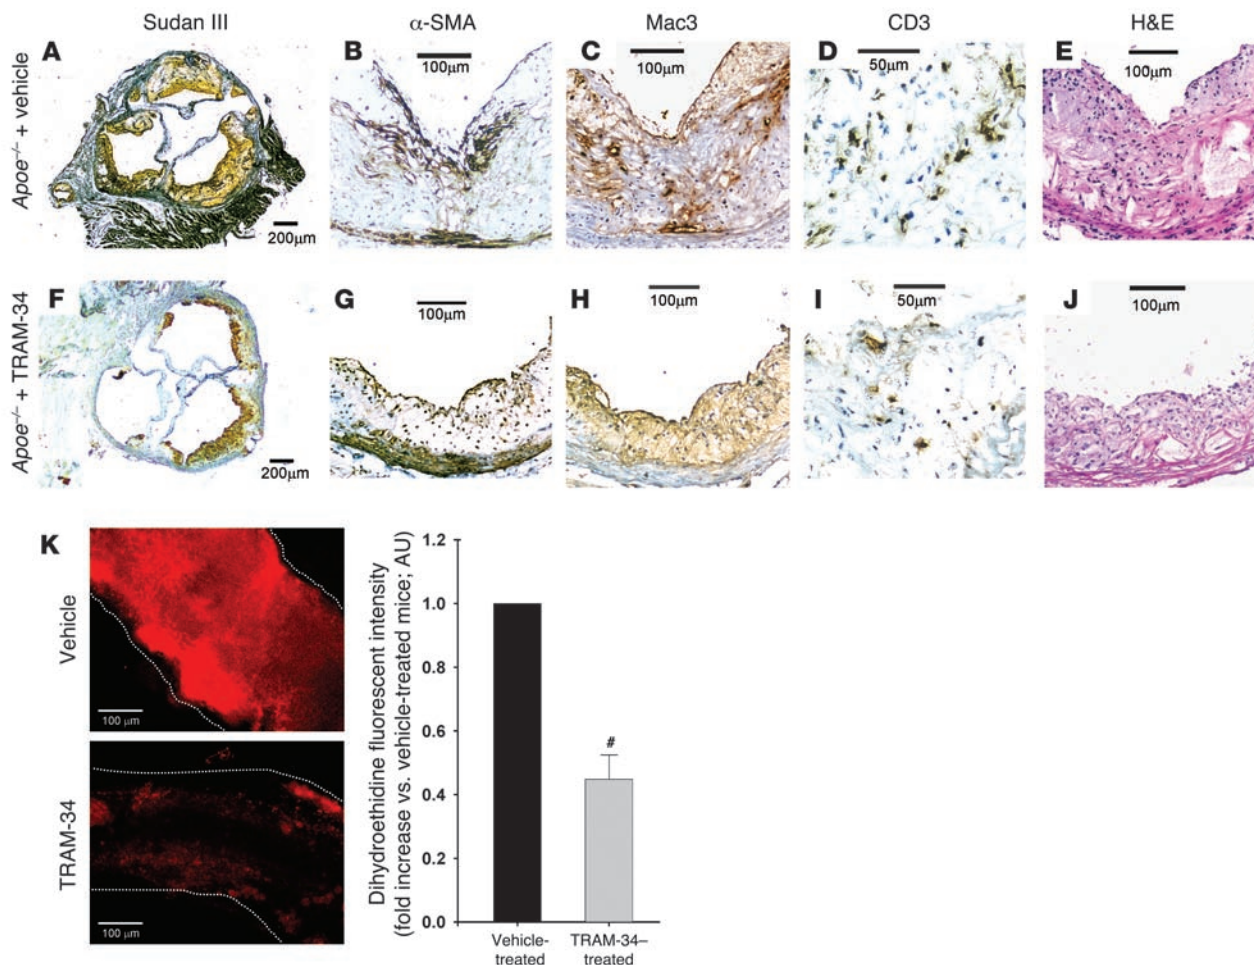 Sudan III α-SMA Mac3 CD3 H&E
Apoe⁻/⁻ + vehicle
A B C D E
100μm 100μm 50μm 100μm
200μm
Apoe⁻/⁻ + TRAM-34
F G H I J
100μm 100μm 50μm 100μm
200μm
K
Vehicle
100 μm
TRAM-34
100 μm
Dihydroethidine fluorescent intensity
(fold increase vs. vehicle-treated mice; AU)
1.2
1.0
0.8
0.6
0.4
0.2
0.0
#
Vehicle-
treated
TRAM-34–
treated